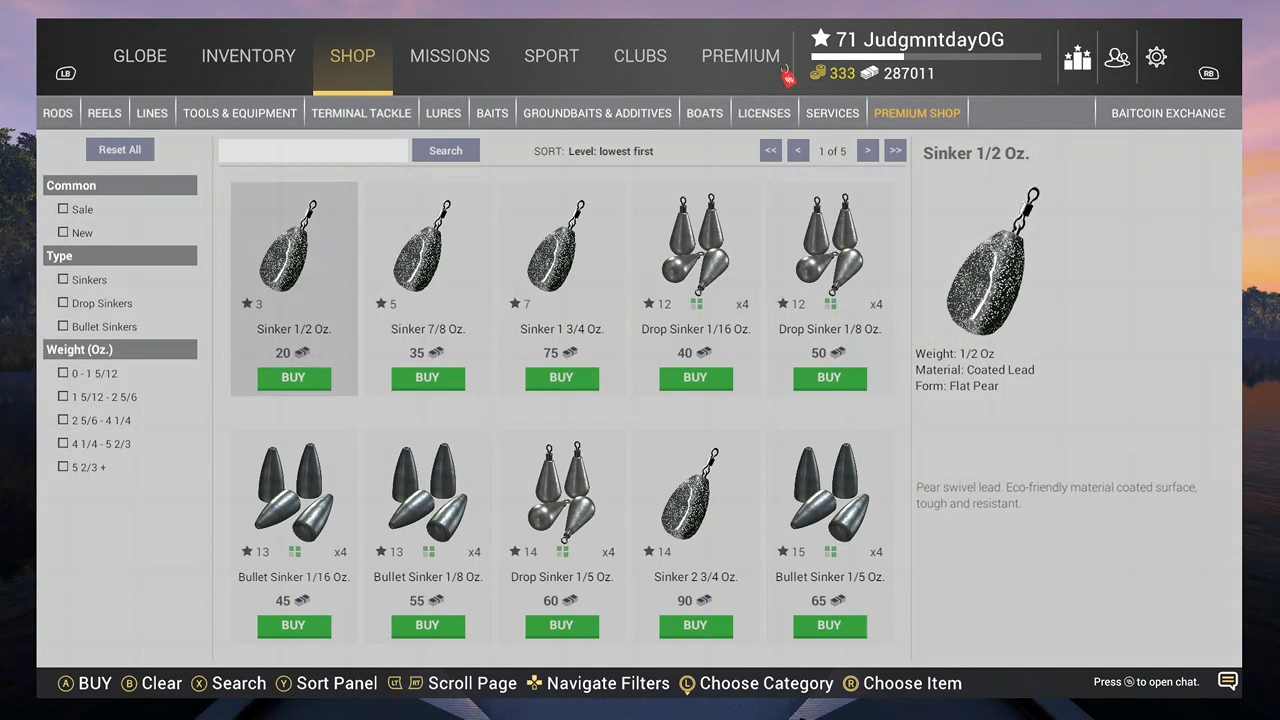 GLOBE INVENTORY SHOP MISSIONS SPORT CLUBS PREMIUM
71 JudgmntdayOG
333 287011
LB
RB
RODS REELS LINES TOOLS & EQUIPMENT TERMINAL TACKLE LURES BAITS GROUNDBAITS & ADDITIVES BOATS LICENSES SERVICES PREMIUM SHOP BAITCOIN EXCHANGE
Reset All
Search SORT: Level: lowest first << < 1 of 5 > >>
Common
Sale
New
Type
Sinkers
Drop Sinkers
Bullet Sinkers
Weight (Oz.)
0 - 1 5/12
1 5/12 - 2 5/6
2 5/6 - 4 1/4
4 1/4 - 5 2/3
5 2/3 +
3 5 7 12 x4 12 x4
Sinker 1/2 Oz. Sinker 7/8 Oz. Sinker 1 3/4 Oz. Drop Sinker 1/16 Oz. Drop Sinker 1/8 Oz.
20 35 75 40 50
BUY BUY BUY BUY BUY
13 x4 13 x4 14 x4 14 15 x4
Bullet Sinker 1/16 Oz. Bullet Sinker 1/8 Oz. Drop Sinker 1/5 Oz. Sinker 2 3/4 Oz. Bullet Sinker 1/5 Oz.
45 55 60 90 65
BUY BUY BUY BUY BUY
Sinker 1/2 Oz.
Weight: 1/2 Oz
Material: Coated Lead
Form: Flat Pear
Pear swivel lead. Eco-friendly material coated surface,
tough and resistant.
A BUY B Clear X Search Y Sort Panel LT RT Scroll Page Navigate Filters L Choose Category R Choose Item
Press to open chat.